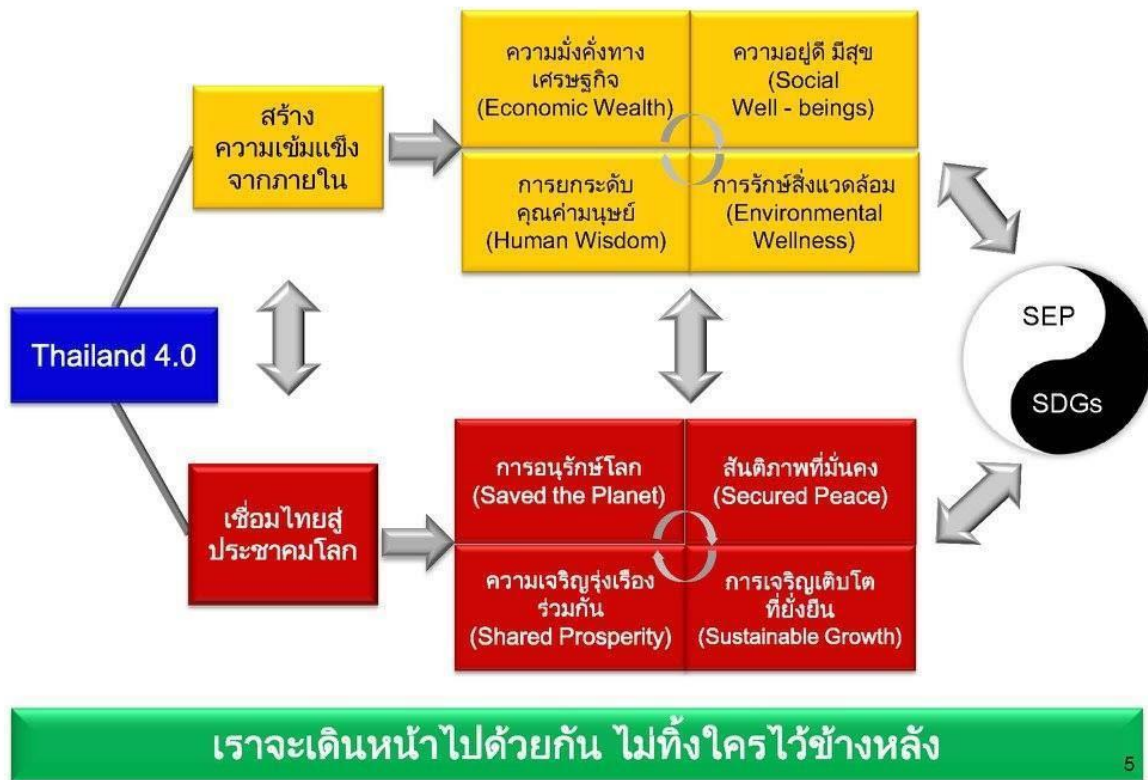 Thailand 4.0
สร้าง
ความเข้มแข็ง
จากภายใน
ความมั่งคั่งทาง
เศรษฐกิจ
(Economic Wealth)
ความอยู่ดี มีสุข
(Social
Well - beings)
การยกระดับ
คุณค่ามนุษย์
(Human Wisdom)
การรักษ์สิ่งแวดล้อม
(Environmental
Wellness)
เชื่อมไทยสู่
ประชาคมโลก
การอนุรักษ์โลก
(Saved the Planet)
สันติภาพที่มั่นคง
(Secured Peace)
ความเจริญรุ่งเรือง
ร่วมกัน
(Shared Prosperity)
การเจริญเติบโต
ที่ยั่งยืน
(Sustainable Growth)
SEP
SDGs
เราจะเดินหน้าไปด้วยกัน ไม่ทิ้งใครไว้ข้างหลัง
5